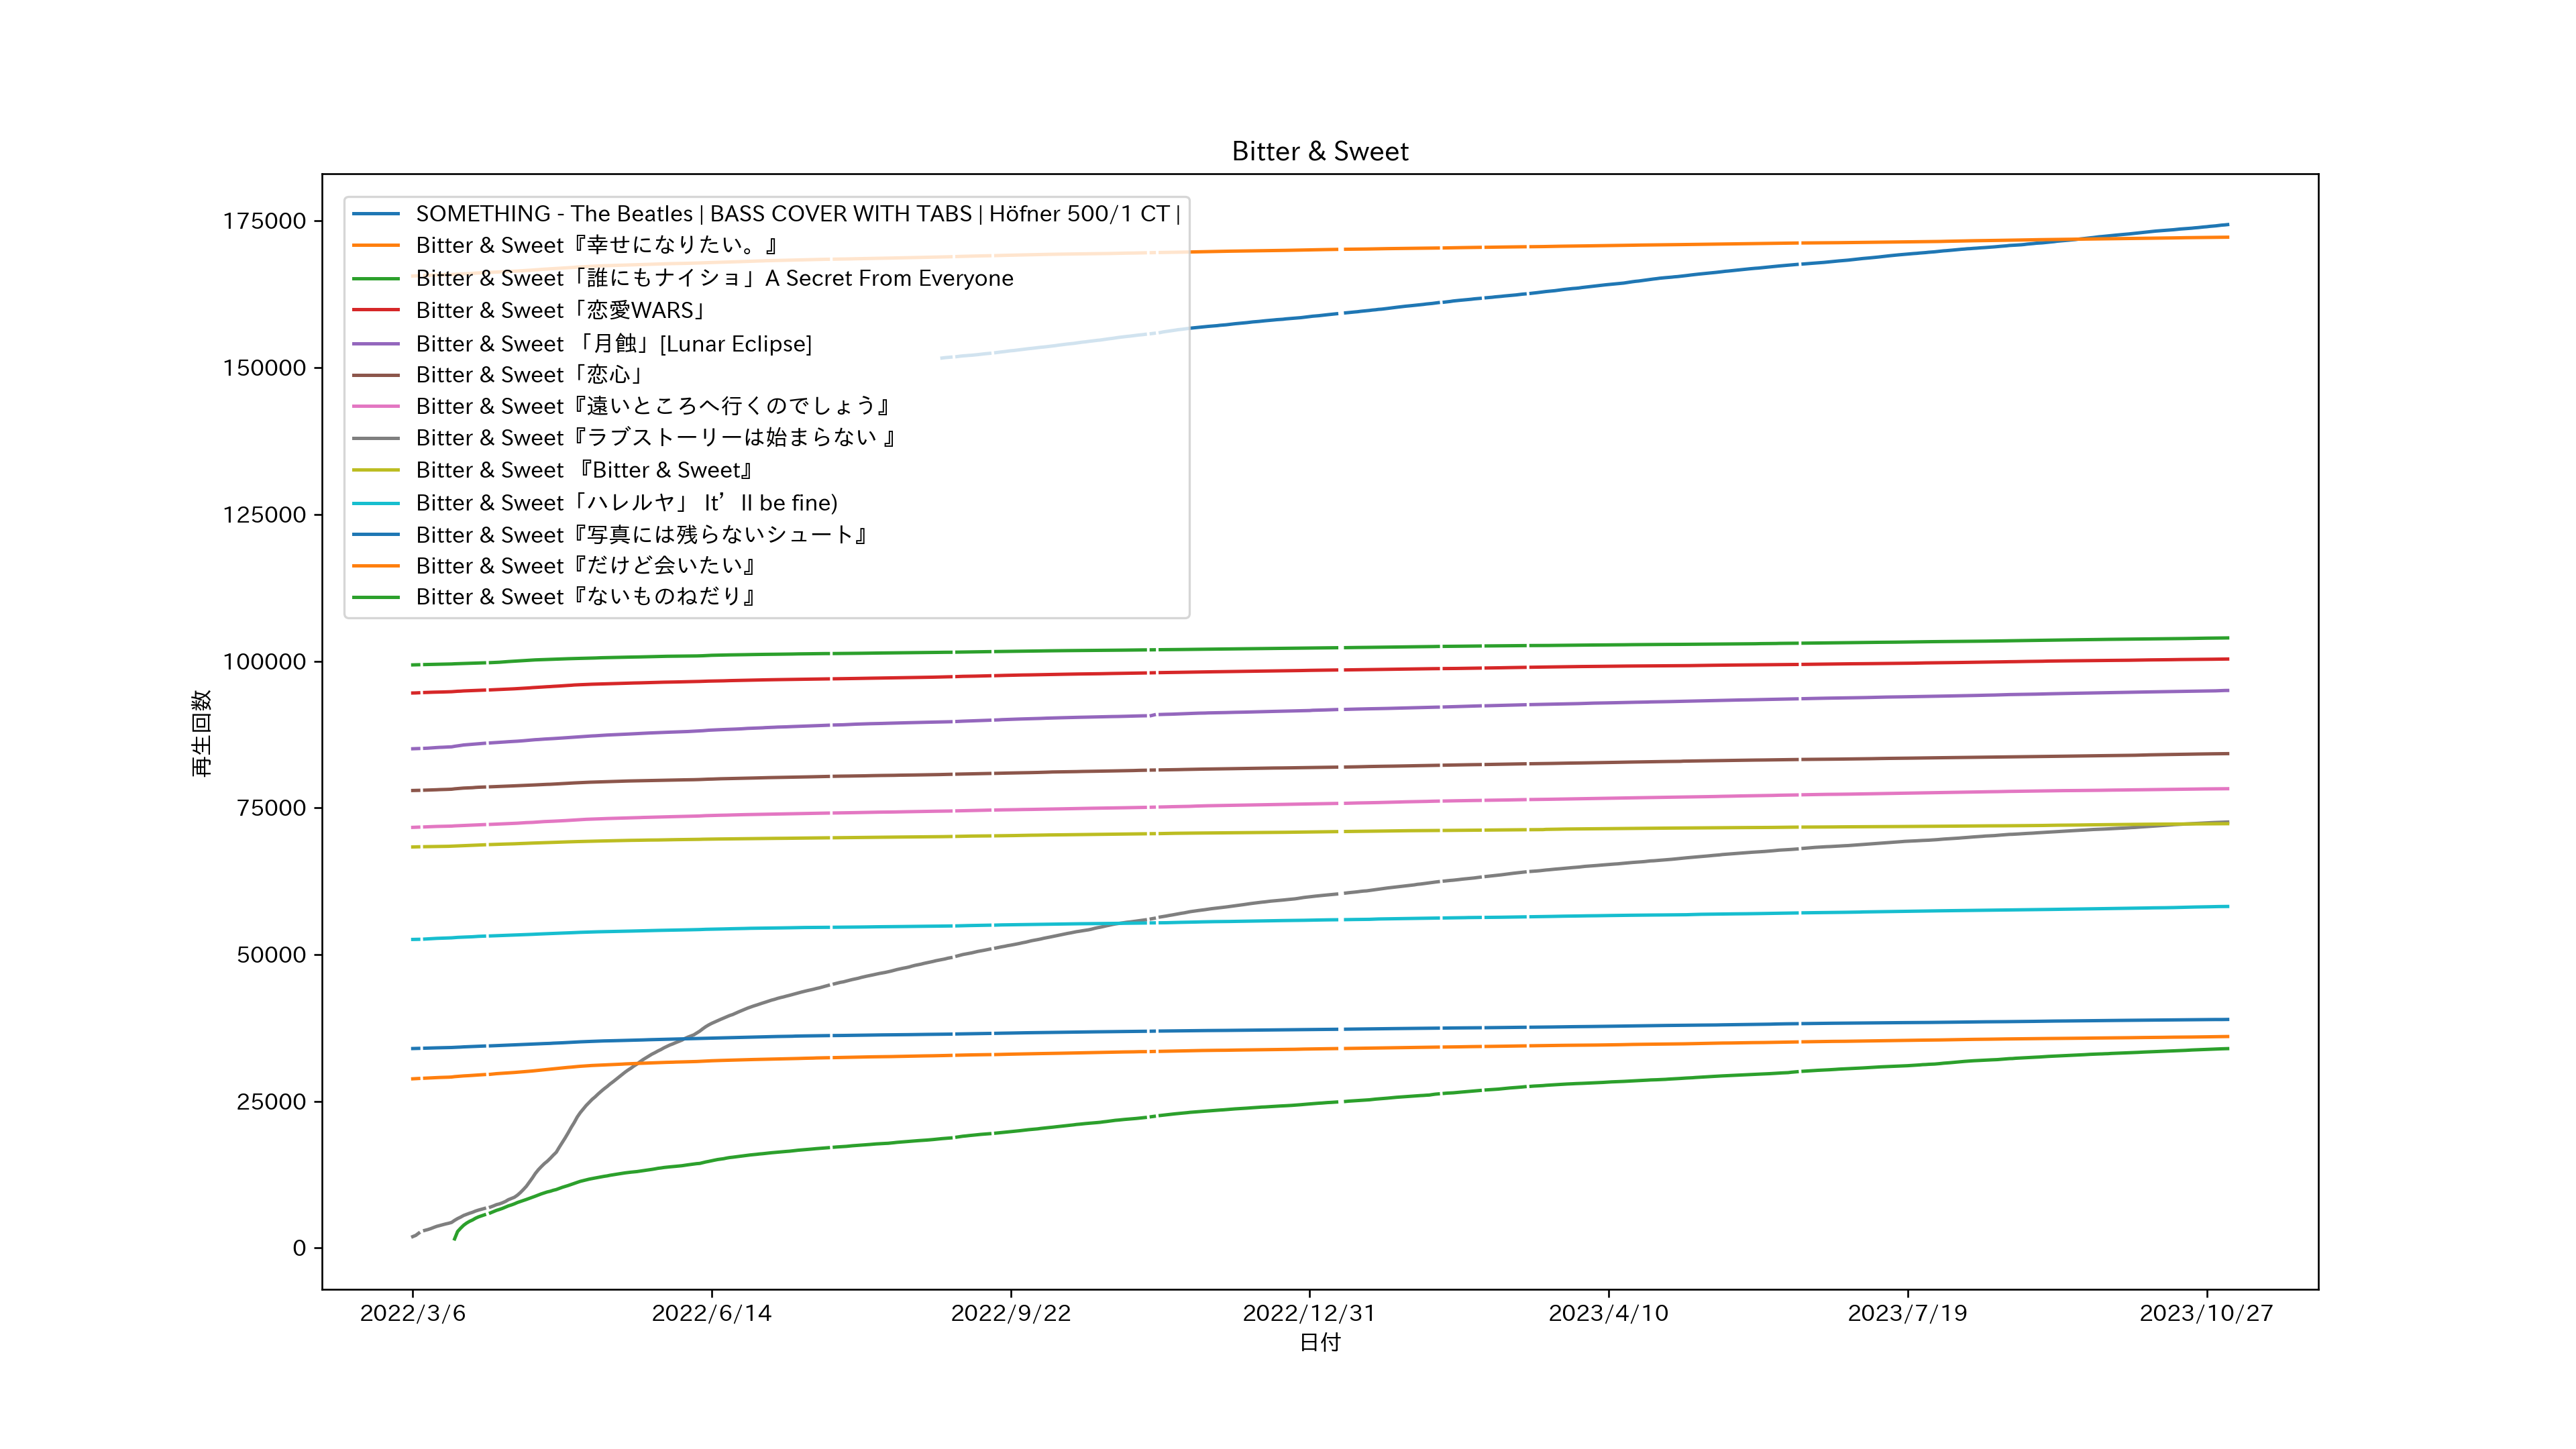 Bitter & Sweet
SOMETHING - The Beatles | BASS COVER WITH TABS | Höfner 500/1 CT |
Bitter & Sweet『幸せになりたい。』
Bitter & Sweet「誰にもナイショ」A Secret From Everyone
Bitter & Sweet「恋愛WARS」
Bitter & Sweet 「月蝕」[Lunar Eclipse]
Bitter & Sweet「恋心」
Bitter & Sweet『遠いところへ行くのでしょう』
Bitter & Sweet『ラブストーリーは始まらない 』
Bitter & Sweet 『Bitter & Sweet』
Bitter & Sweet「ハレルヤ」 It’ll be fine)
Bitter & Sweet『写真には残らないシュート』
Bitter & Sweet『だけど会いたい』
Bitter & Sweet『ないものねだり』
175000
150000
125000
100000
75000
50000
25000
0
再生回数
2022/3/6 2022/6/14 2022/9/22 2022/12/31 2023/4/10 2023/7/19 2023/10/27
日付